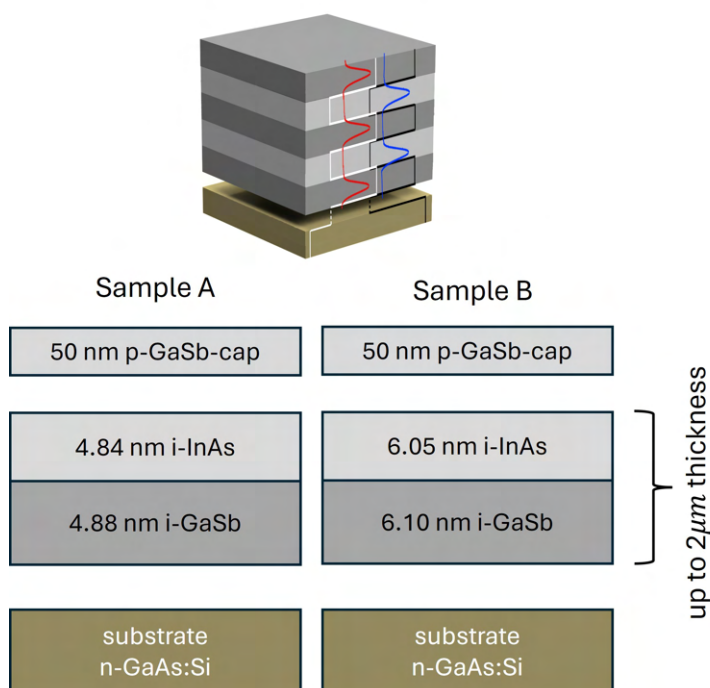 Sample A
Sample B
50 nm p-GaSb-cap
50 nm p-GaSb-cap
4.84 nm i-InAs
6.05 nm i-InAs
4.88 nm i-GaSb
6.10 nm i-GaSb
up to 2μm thickness
substrate
n-GaAs:Si
substrate
n-GaAs:Si